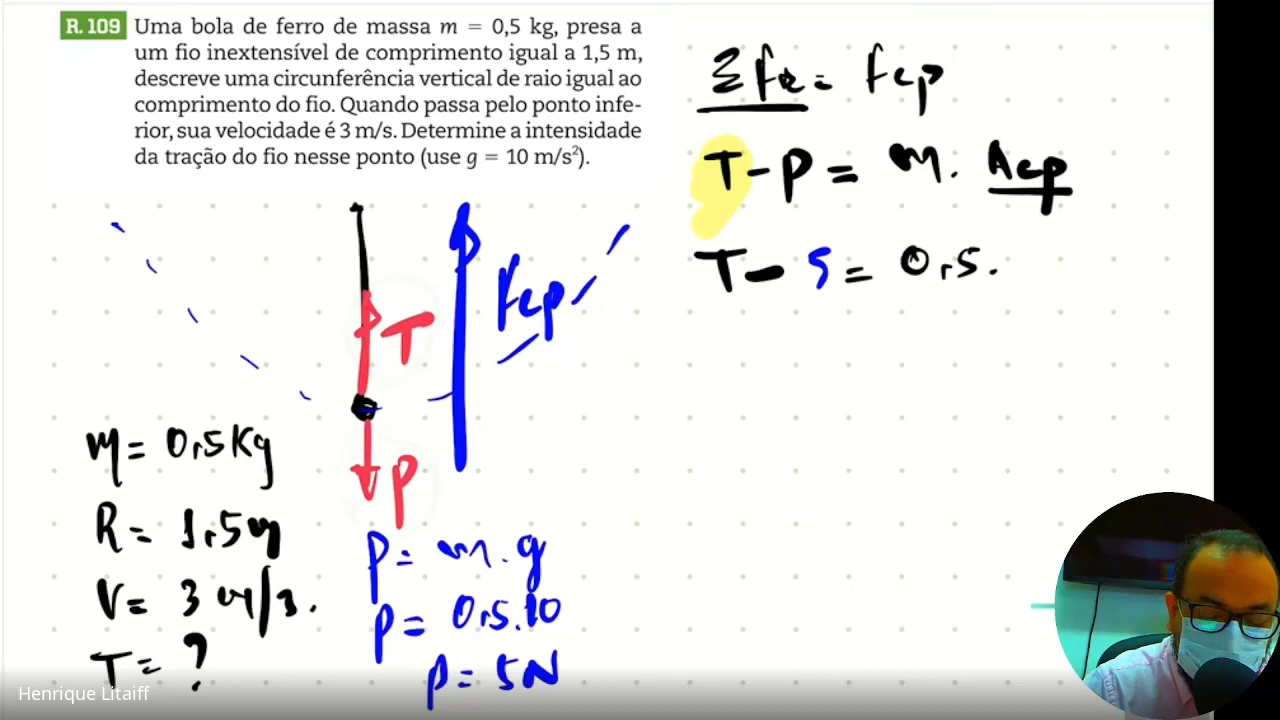 R. 109 Uma bola de ferro de massa m = 0,5 kg, presa a
um fio inextensível de comprimento igual a 1,5 m,
descreve uma circunferência vertical de raio igual ao
comprimento do fio. Quando passa pelo ponto infe-
rior, sua velocidade é 3 m/s. Determine a intensidade
da tração do fio nesse ponto (use g = 10 m/s²).
ΣFR = Fcp
T - P = m. Acp
T - 5 = 0,5.
T
Fcp
P
m = 0,5 Kg
R = 1,5 m
V = 3 m/s.
T = ?
P = m. g
P = 0,5.10
P = 5N
Henrique Litaiff